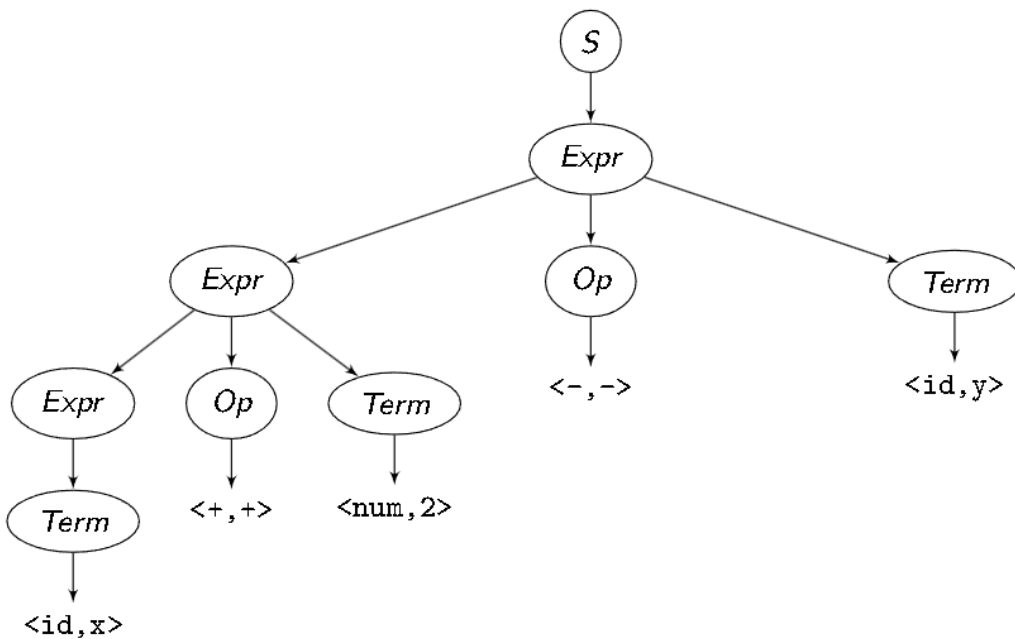 S
Expr
Expr Op Term
Expr Op Term <-,-> <id,y>
Term <+,+> <num,2>
<id,x>